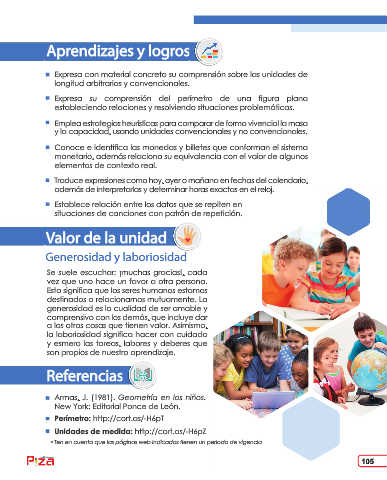 Aprendizajes y logros
Expresa con material concreto su comprensión sobre las unidades de
longitud arbitrarias y convencionales.
Expresa su comprensión del perímetro de una figura plana
estableciendo relaciones y resolviendo situaciones problemáticas.
Emplea estrategias heurísticas para comparar de forma vivencial la masa
y la capacidad, usando unidades convencionales y no convencionales.
Conoce e identifica las monedas y billetes que conforman el sistema
monetario, además relaciona su equivalencia con el valor de algunos
elementos de contexto real.
Traduce expresiones como hoy, ayer o mañana en fechas del calendario,
además de interpretarlas y determinar horas exactas en el reloj.
Establece relación entre los datos que se repiten en
situaciones de canciones con patrón de repetición.
Valor de la unidad
Generosidad y laboriosidad
Se suele escuchar: ¡muchas gracias!, cada
vez que uno hace un favor a otra persona.
Esto significa que los seres humanos estamos
destinados a relacionarnos mutuamente. La
generosidad es la cualidad de ser amable y
comprensivo con los demás, que incluye dar
a los otros cosas que tienen valor. Asimismo,
la laboriosidad significa hacer con cuidado
y esmero las tareas, labores y deberes que
son propios de nuestro aprendizaje.
Referencias
Armas, J. (1981). Geometría en los niños.
New York: Editorial Ponce de León.
Perímetro: http://cort.as/-H6pT
Unidades de medida: http://cort.as/-H6pZ
*Ten en cuenta que las páginas web indicadas tienen un periodo de vigencia
Piza
105